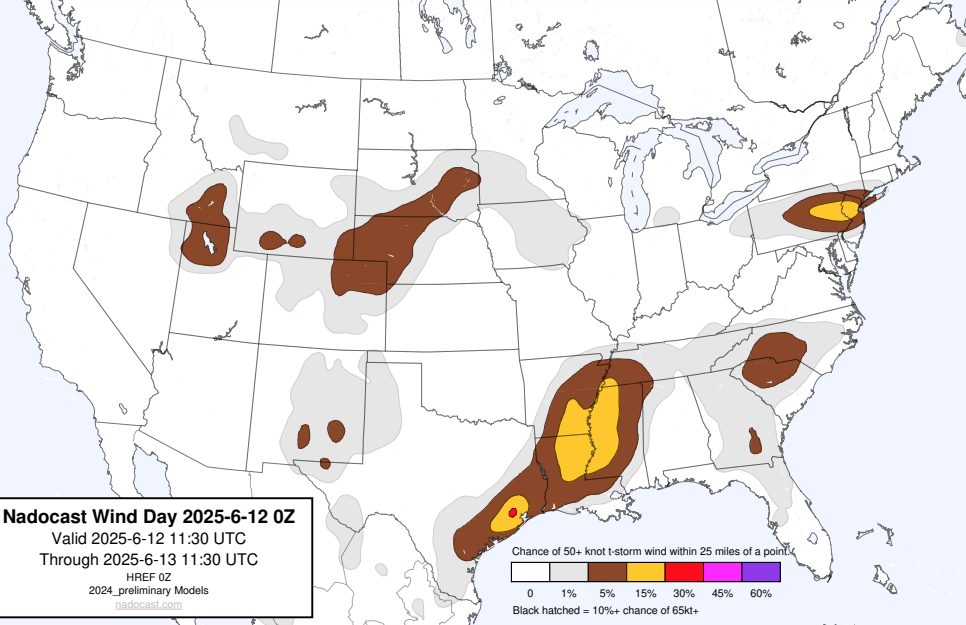 Nadocast Wind Day 2025-6-12 0Z
Valid 2025-6-12 11:30 UTC
Through 2025-6-13 11:30 UTC
HREF 0Z
2024_preliminary Models
nadocast.com
Chance of 50+ knot t-storm wind within 25 miles of a point.
0 1% 5% 15% 30% 45% 60%
Black hatched = 10%+ chance of 65kt+